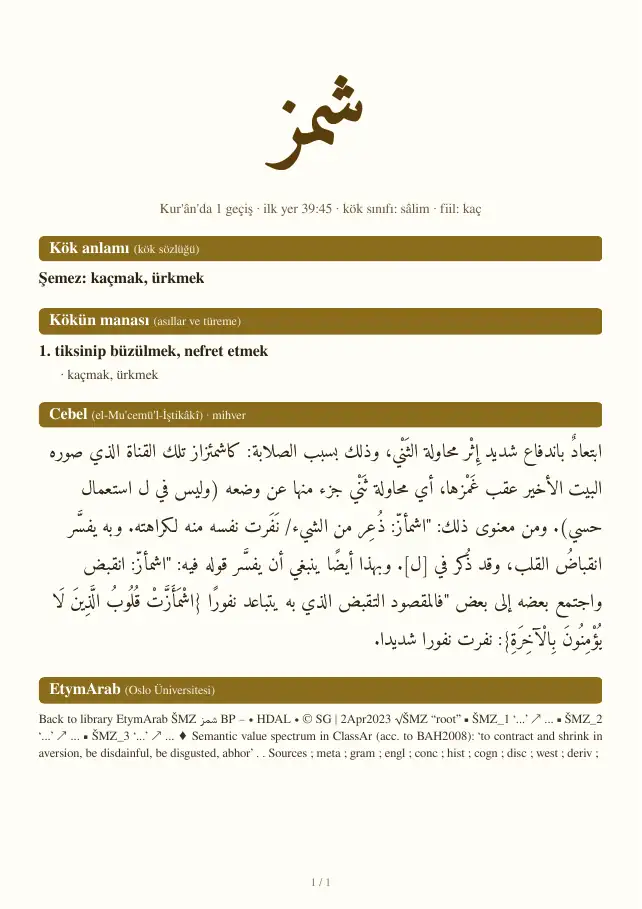 شمز
Kur'ân'da 1 geçiş · ilk yer 39:45 · kök sınıfı: sâlim · fiil: kaç
Kök anlamı (kök sözlüğü)
Şemez: kaçmak, ürkmek
Kökün manası (asıllar ve türeme)
1. tiksinip büzülmek, nefret etmek
· kaçmak, ürkmek
Cebel (el-Mu'cemü'l-İştikâkî) · mihver
ابتعادٌ باندفاع شديد إِثْر محاولة الثَنْي، وذلك بسبب الصلابة: كاشمئزاز تلك القناة الذي صوره
البيت الأخير عقب غَمْزها، أي محاولة ثَنْي جزء منها عن وضعه (وليس في ل استعمال
حسي). ومن معنوى ذلك: "اشمأزّ: ذُعِر من الشيء/ نَفَرت نفسه منه لكراهته. وبه يفسَّر
انقباضُ القلب، وقد ذُكر في [ل]. وبهذا أيضًا ينبغي أن يفسَّر قوله فيه: "اشمأزّ: انقبض
واجتمع بعضه إلى بعض "فالمقصود التقبض الذي به يتباعد نفورًا {اشْمَأَزَّتْ قُلُوبُ الَّذِينَ لَا
يُؤْمِنُونَ بِالْآخِرَةِ}: نفرت نفورا شديدا.
EtymArab (Oslo Üniversitesi)
Back to library EtymArab ŠMZ شمز BP – • HDAL • © SG | 2Apr2023 √ŠMZ “root” ▪ ŠMZ_1 ‘...’ ↗ ... ▪ ŠMZ_2
‘...’ ↗ ... ▪ ŠMZ_3 ‘...’ ↗ ... ♦ Semantic value spectrum in ClassAr (acc. to BAH2008): ‘to contract and shrink in
aversion, be disdainful, be disgusted, abhor’ . . Sources ; meta ; gram ; engl ; conc ; hist ; cogn ; disc ; west ; deriv ;
1 / 1